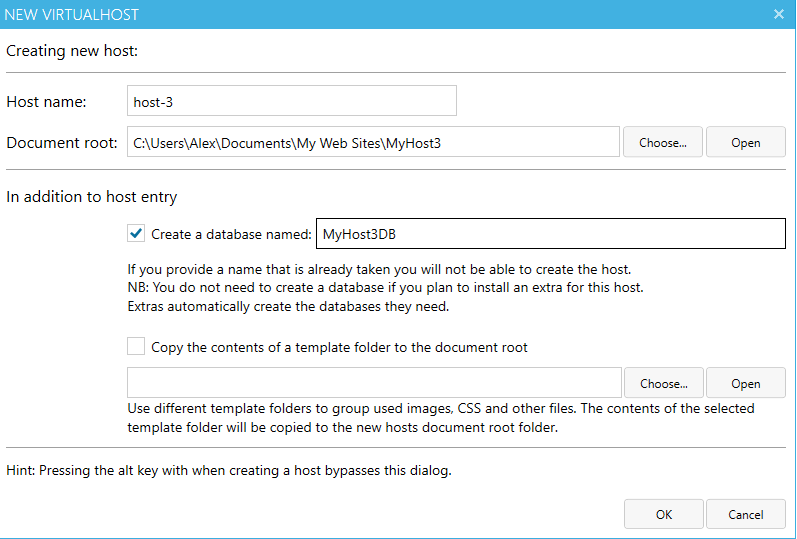 NEW VIRTUALHOST
Creating new host:
Host name: host-3
Document root: C:\Users\Alex\Documents\My Web Sites\MyHost3 Choose... Open
In addition to host entry
Create a database named: MyHost3DB
If you provide a name that is already taken you will not be able to create the host.
NB: You do not need to create a database if you plan to install an extra for this host.
Extras automatically create the databases they need.
Copy the contents of a template folder to the document root
Choose... Open
Use different template folders to group used images, CSS and other files. The contents of the selected
template folder will be copied to the new hosts document root folder.
Hint: Pressing the alt key with when creating a host bypasses this dialog.
OK Cancel